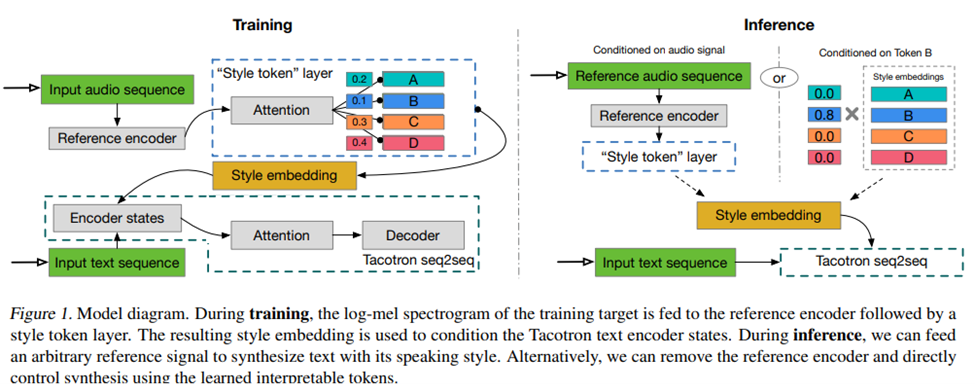 Training
Input audio sequence
Reference encoder
"Style token" layer
Attention
0.2 A
0.1 B
0.3 C
0.4 D
Style embedding
Encoder states
Attention
Decoder
Tacotron seq2seq
Input text sequence
Inference
Conditioned on audio signal
Reference audio sequence
Reference encoder
"Style token" layer
or
Conditioned on Token B
Style embeddings
0.0 A
0.8 B
0.0 C
0.0 D
Style embedding
Input text sequence
Tacotron seq2seq
Figure 1. Model diagram. During training, the log-mel spectrogram of the training target is fed to the reference encoder followed by a
style token layer. The resulting style embedding is used to condition the Tacotron text encoder states. During inference, we can feed
an arbitrary reference signal to synthesize text with its speaking style. Alternatively, we can remove the reference encoder and directly
control synthesis using the learned interpretable tokens.